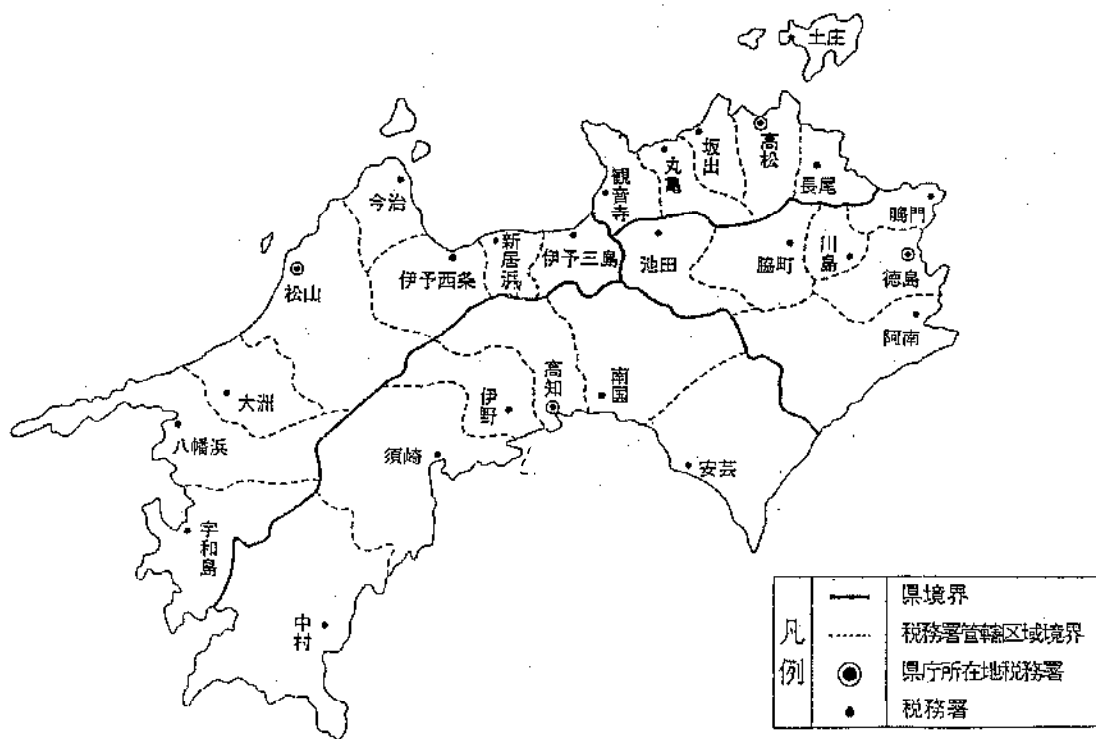 土庄
高松
坂出
丸亀
観音寺
長尾
鳴門
今治
新居浜
伊予三島
池田
脇町
川島
徳島
伊予西条
松山
阿南
大洲
高知
南国
伊野
八幡浜
須崎
安芸
宇和島
中村
凡例
県境界
税務署管轄区域境界
県庁所在地税務署
税務署